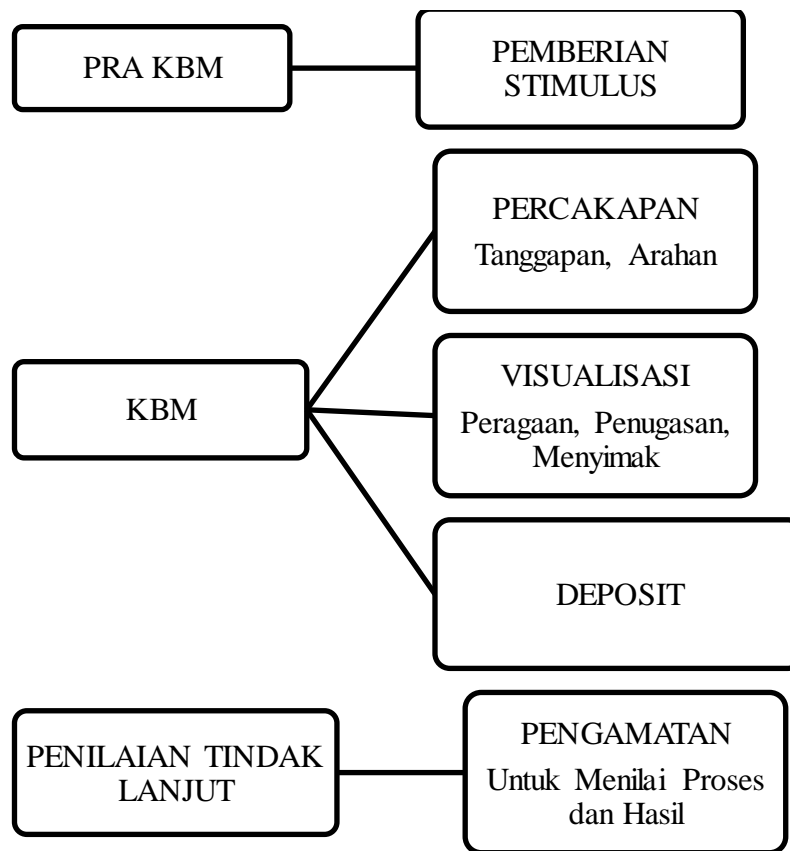 PRA KBM
PEMBERIAN
STIMULUS
PERCAKAPAN
Tanggapan, Arahan
KBM
VISUALISASI
Peragaan, Penugasan,
Menyimak
DEPOSIT
PENILAIAN TINDAK
LANJUT
PENGAMATAN
Untuk Menilai Proses
dan Hasil